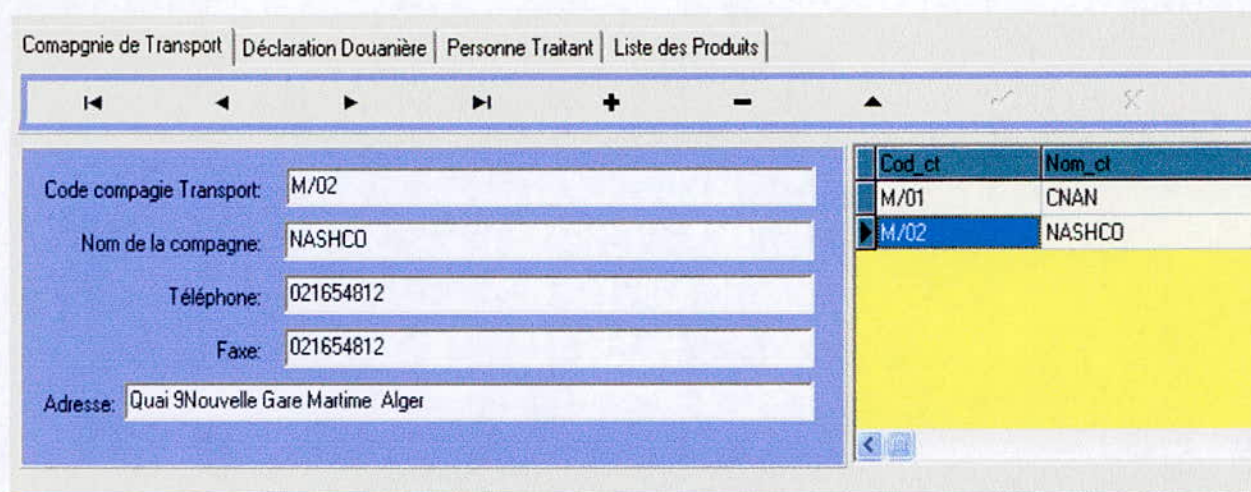 Comapgnie de Transport Déclaration Douanière Personne Traitant Liste des Produits
Code compagie Transport: M/02
Nom de la compagne: NASHCO
Téléphone: 021654812
Faxe: 021654812
Adresse: Quai 9Nouvelle Gare Martime Alger
Cod_ct Nom_ct
M/01 CNAN
M/02 NASHCO